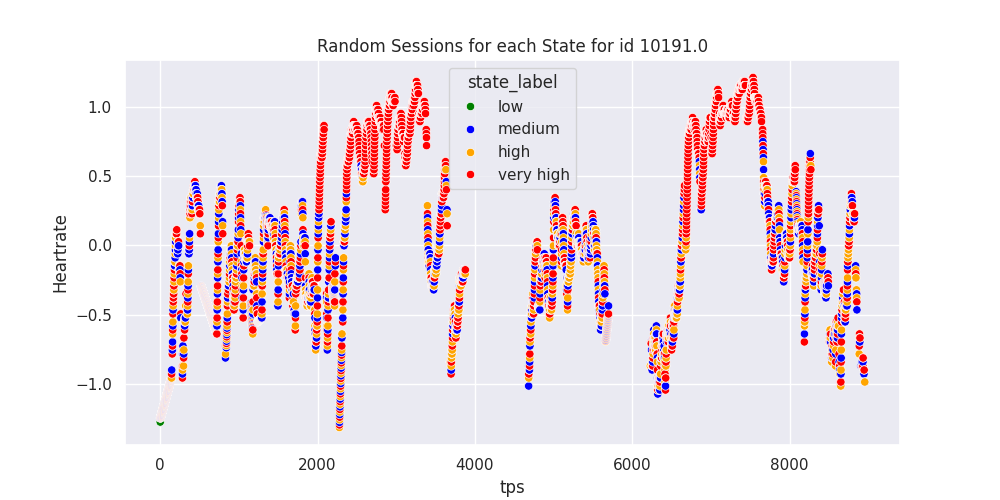 Random Sessions for each State for id 10191.0
state_label
low
medium
high
very high
1.0
0.5
0.0
−0.5
−1.0
Heartrate
0
2000
4000
6000
8000
tps